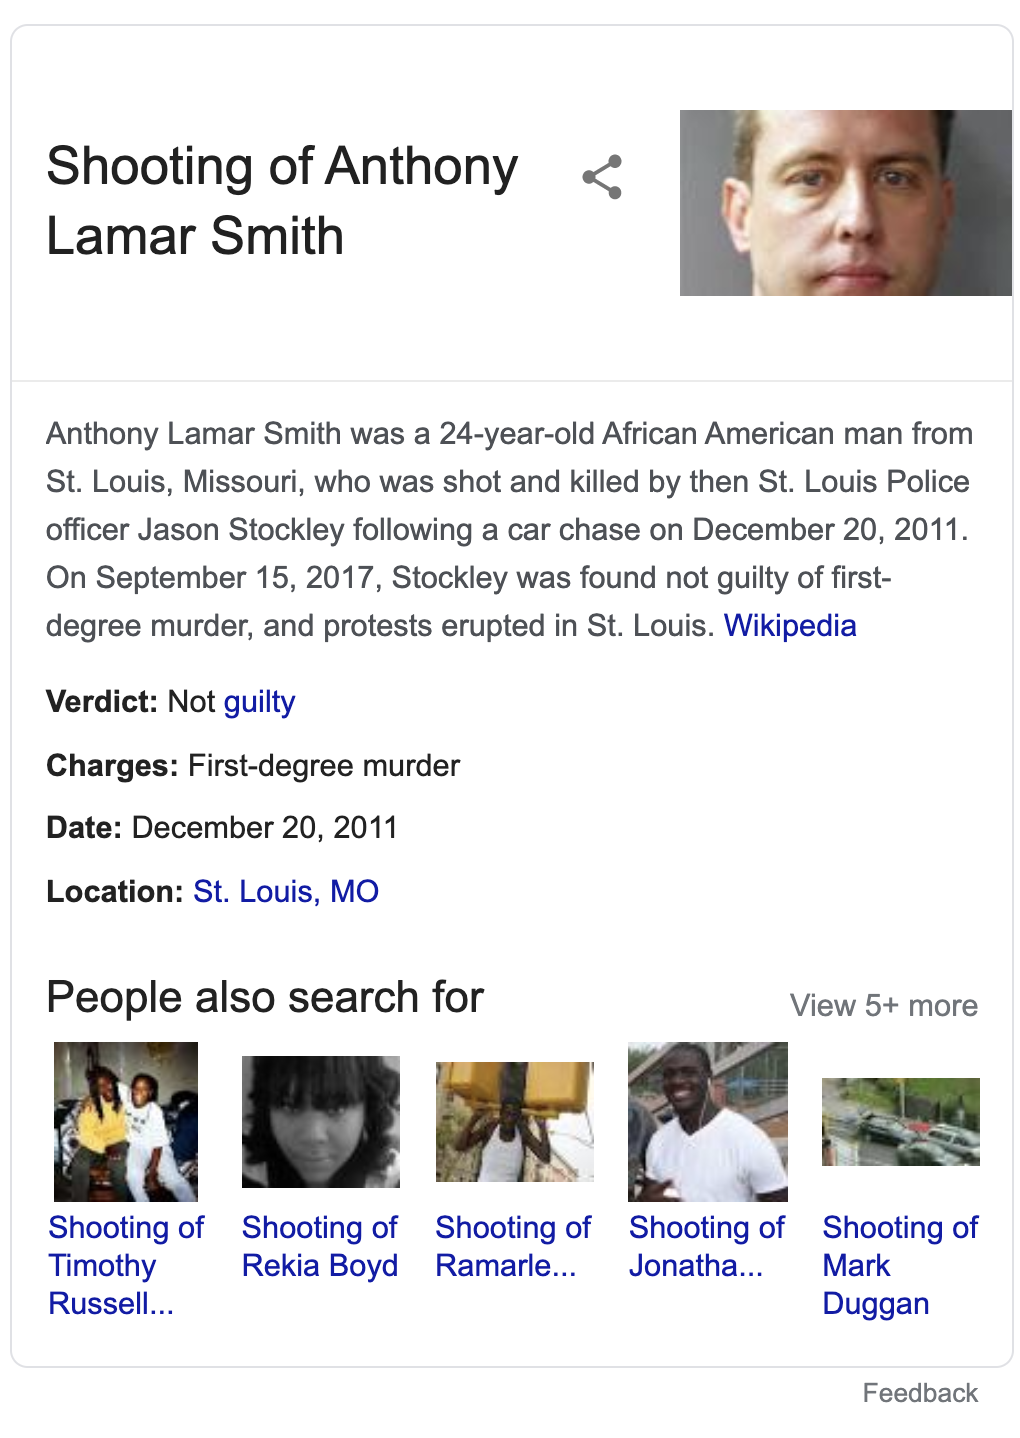 Shooting of Anthony
Lamar Smith
Anthony Lamar Smith was a 24-year-old African American man from
St. Louis, Missouri, who was shot and killed by then St. Louis Police
officer Jason Stockley following a car chase on December 20, 2011.
On September 15, 2017, Stockley was found not guilty of first-
degree murder, and protests erupted in St. Louis. Wikipedia
Verdict: Not guilty
Charges: First-degree murder
Date: December 20, 2011
Location: St. Louis, MO
People also search for
View 5+ more
Shooting of
Timothy
Russell...
Shooting of
Rekia Boyd
Shooting of
Ramarle...
Shooting of
Jonatha...
Shooting of
Mark
Duggan
Feedback